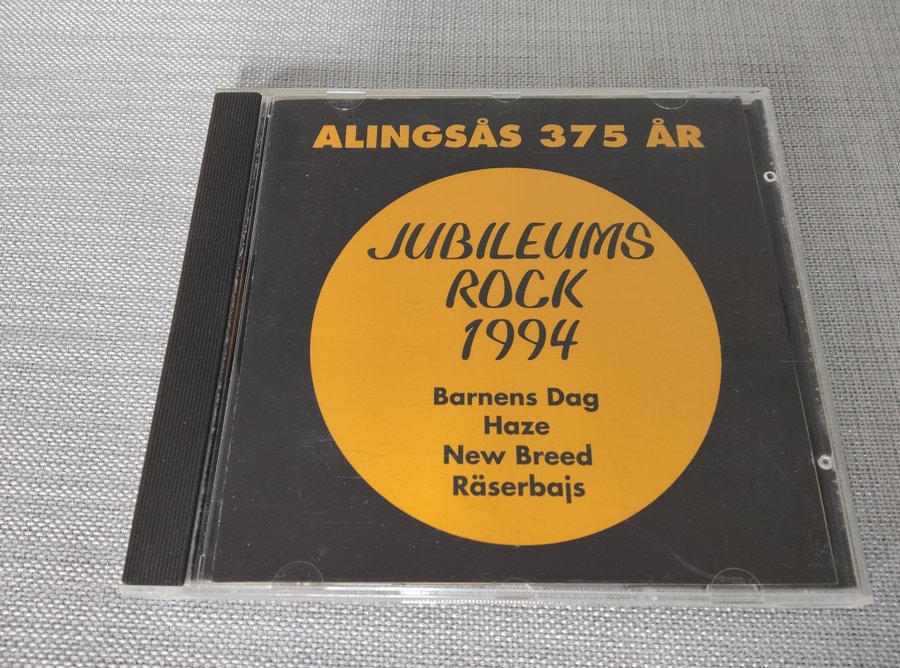 ALINGSÅS 375 ÅR
JUBILEUMS
ROCK
1994
Barnens Dag
Haze
New Breed
Räserbajs